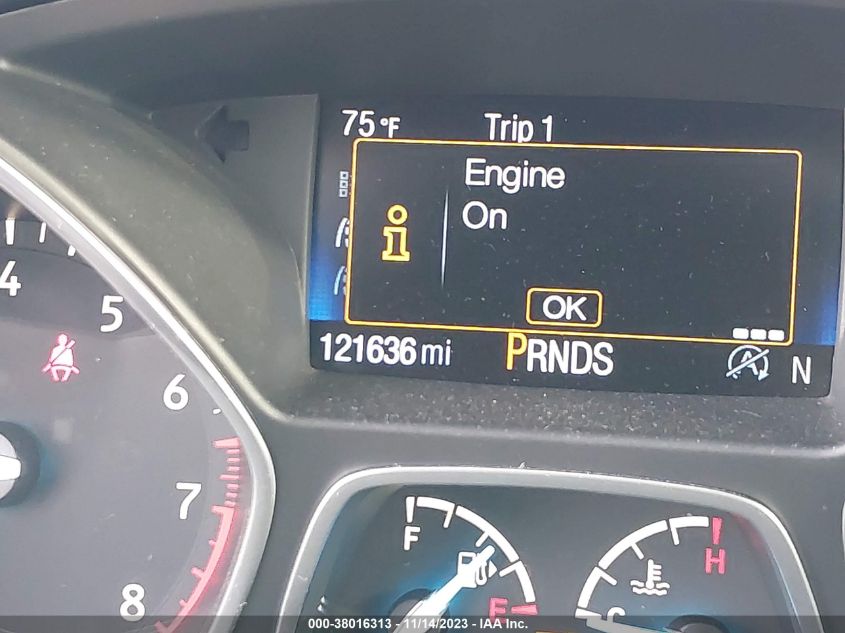 75°F Trip 1
Engine
On
i
OK
121636 mi PRNDS N
A
4
5
6
7
8
F
E
H
C
000-38016313 - 11/14/2023 - IAA Inc.